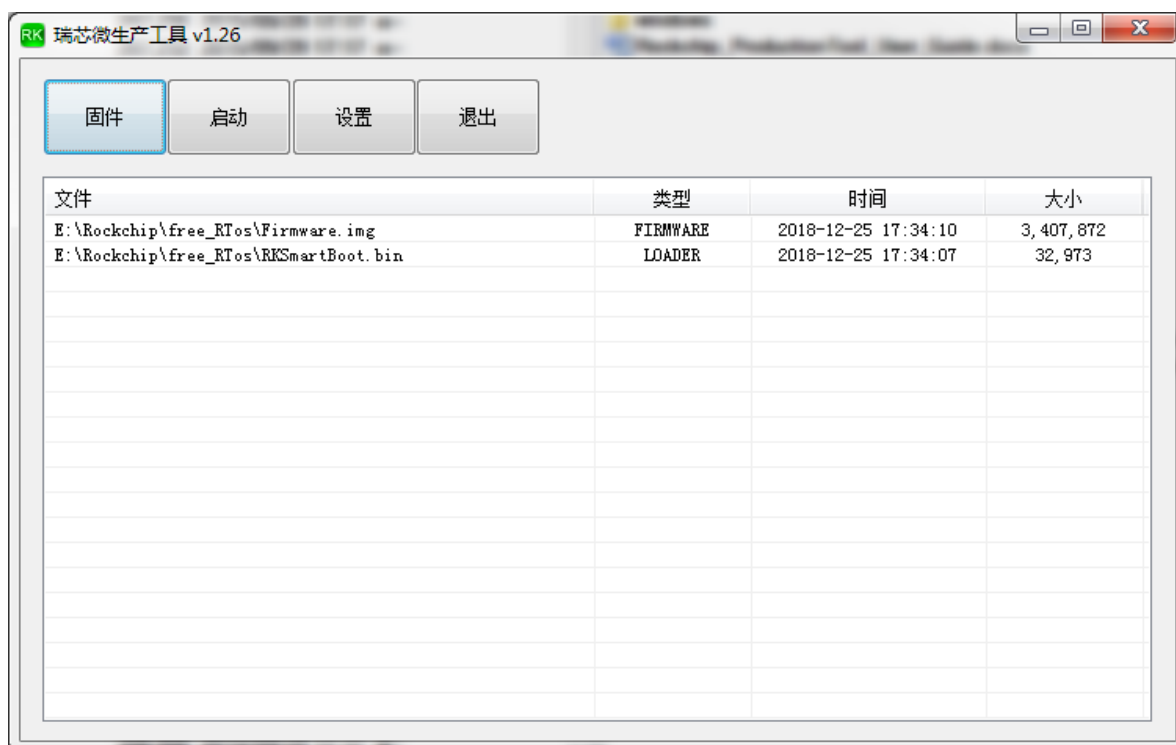 RK 瑞芯微生产工具 v1.26
固件 启动 设置 退出
文件 类型 时间 大小
E:\Rockchip\free_RTos\Firmware.img FIRMWARE 2018-12-25 17:34:10 3,407,872
E:\Rockchip\free_RTos\RKSmartBoot.bin LOADER 2018-12-25 17:34:07 32,973